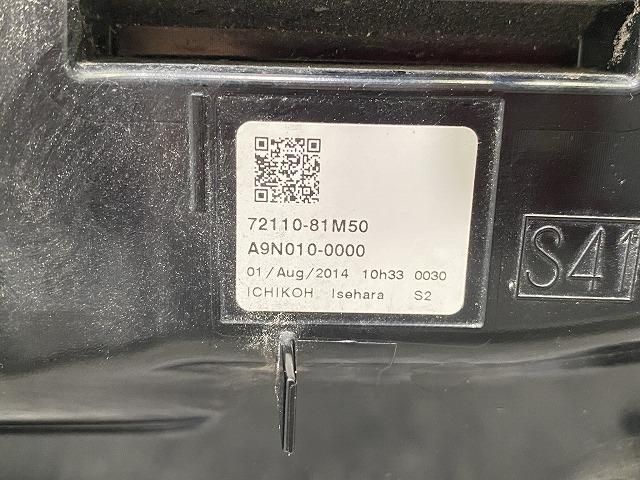 72110-81M50
A9N010-0000
01/Aug/2014 10h33 0030
ICHIKOH Isehara S2
S41